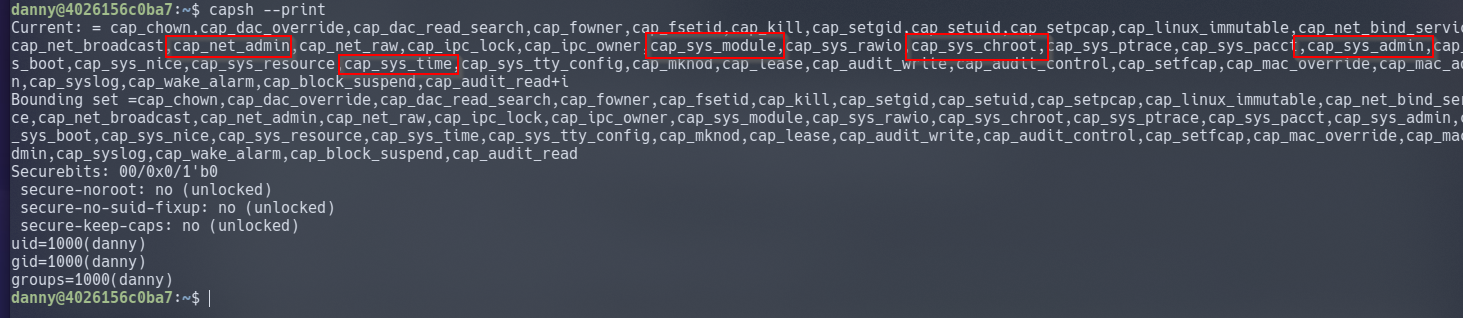 danny@4026156c0ba7:~$ capsh --print
Current: = cap_chown,cap_dac_override,cap_dac_read_search,cap_fowner,cap_fsetid,cap_kill,cap_setgid,cap_setuid,cap_setpcap,cap_linux_immutable,cap_net_bind_servic
cap_net_broadcast,cap_net_admin,cap_net_raw,cap_ipc_lock,cap_ipc_owner,cap_sys_module,cap_sys_rawio,cap_sys_chroot,cap_sys_ptrace,cap_sys_pacct,cap_sys_admin,cap_
s_boot,cap_sys_nice,cap_sys_resource,cap_sys_time,cap_sys_tty_config,cap_mknod,cap_lease,cap_audit_write,cap_audit_control,cap_setfcap,cap_mac_override,cap_mac_ad
n,cap_syslog,cap_wake_alarm,cap_block_suspend,cap_audit_read+i
Bounding set =cap_chown,cap_dac_override,cap_dac_read_search,cap_fowner,cap_fsetid,cap_kill,cap_setgid,cap_setuid,cap_setpcap,cap_linux_immutable,cap_net_bind_ser
ce,cap_net_broadcast,cap_net_admin,cap_net_raw,cap_ipc_lock,cap_ipc_owner,cap_sys_module,cap_sys_rawio,cap_sys_chroot,cap_sys_ptrace,cap_sys_pacct,cap_sys_admin,c
_sys_boot,cap_sys_nice,cap_sys_resource,cap_sys_time,cap_sys_tty_config,cap_mknod,cap_lease,cap_audit_write,cap_audit_control,cap_setfcap,cap_mac_override,cap_mac
dmin,cap_syslog,cap_wake_alarm,cap_block_suspend,cap_audit_read
Securebits: 00/0x0/1'b0
 secure-noroot: no (unlocked)
 secure-no-suid-fixup: no (unlocked)
 secure-keep-caps: no (unlocked)
uid=1000(danny)
gid=1000(danny)
groups=1000(danny)
danny@4026156c0ba7:~$